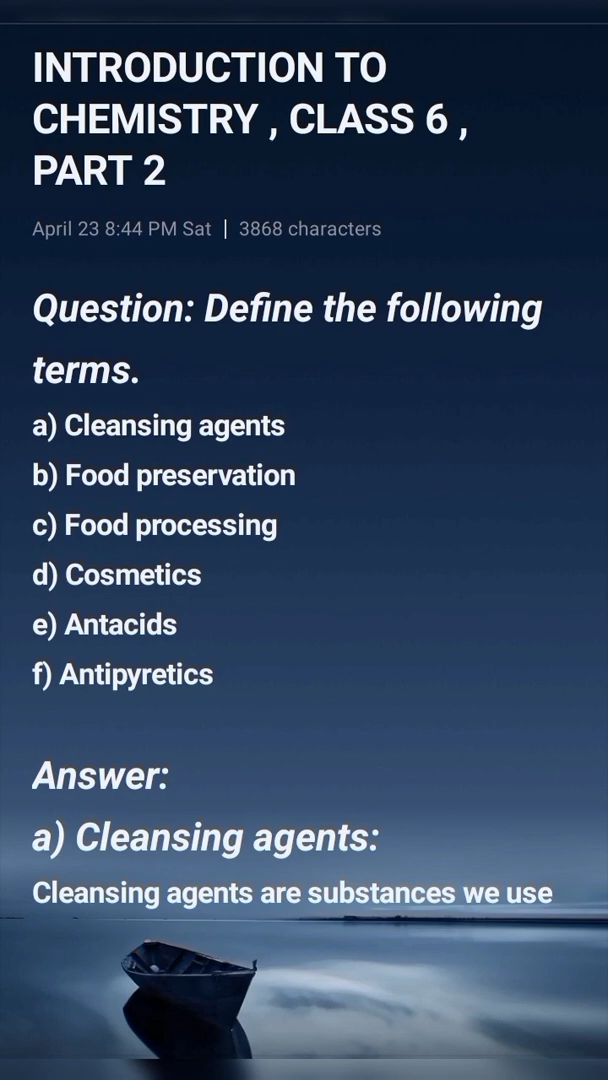 INTRODUCTION TO
CHEMISTRY , CLASS 6 ,
PART 2
April 23 8:44 PM Sat | 3868 characters
Question: Define the following
terms.
a) Cleansing agents
b) Food preservation
c) Food processing
d) Cosmetics
e) Antacids
f) Antipyretics
Answer:
a) Cleansing agents:
Cleansing agents are substances we use